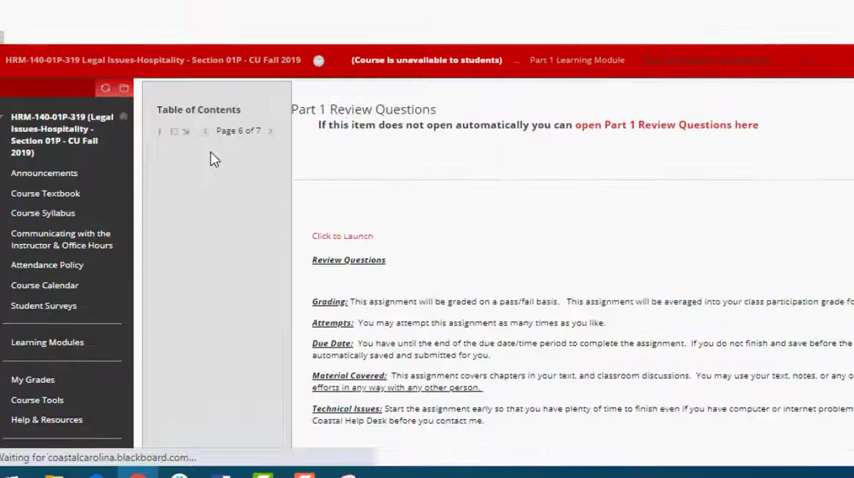 HRM-140-01P-319 Legal Issues-Hospitality - Section 01P - CU Fall 2019
(Course is unavailable to students)
...
Part 1 Learning Module
HRM-140-01P-319 (Legal
Issues-Hospitality -
Section 01P - CU Fall
2019)
Announcements
Course Textbook
Course Syllabus
Communicating with the
Instructor & Office Hours
Attendance Policy
Course Calendar
Student Surveys
Learning Modules
My Grades
Course Tools
Help & Resources
Table of Contents
Page 6 of 7
Part 1 Review Questions
If this item does not open automatically you can open Part 1 Review Questions here
Click to Launch
Review Questions
Grading: This assignment will be graded on a pass/fail basis. This assignment will be averaged into your class participation grade fo
Attempts: You may attempt this assignment as many times as you like.
Due Date: You have until the end of the due date/time period to complete the assignment. If you do not finish and save before the
automatically saved and submitted for you.
Material Covered: This assignment covers chapters in your text, and classroom discussions. You may use your text, notes, or any o
efforts in any way with any other person.
Technical Issues: Start the assignment early so that you have plenty of time to finish even if you have computer or internet problem
Coastal Help Desk before you contact me.
Waiting for coastalcarolina.blackboard.com...